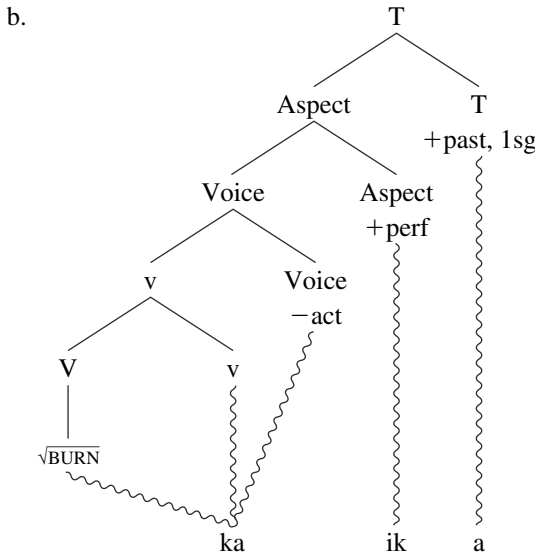 b.
T
Aspect T
+past, 1sg
Voice Aspect
+perf
v Voice
−act
V v
√BURN
ka ik a